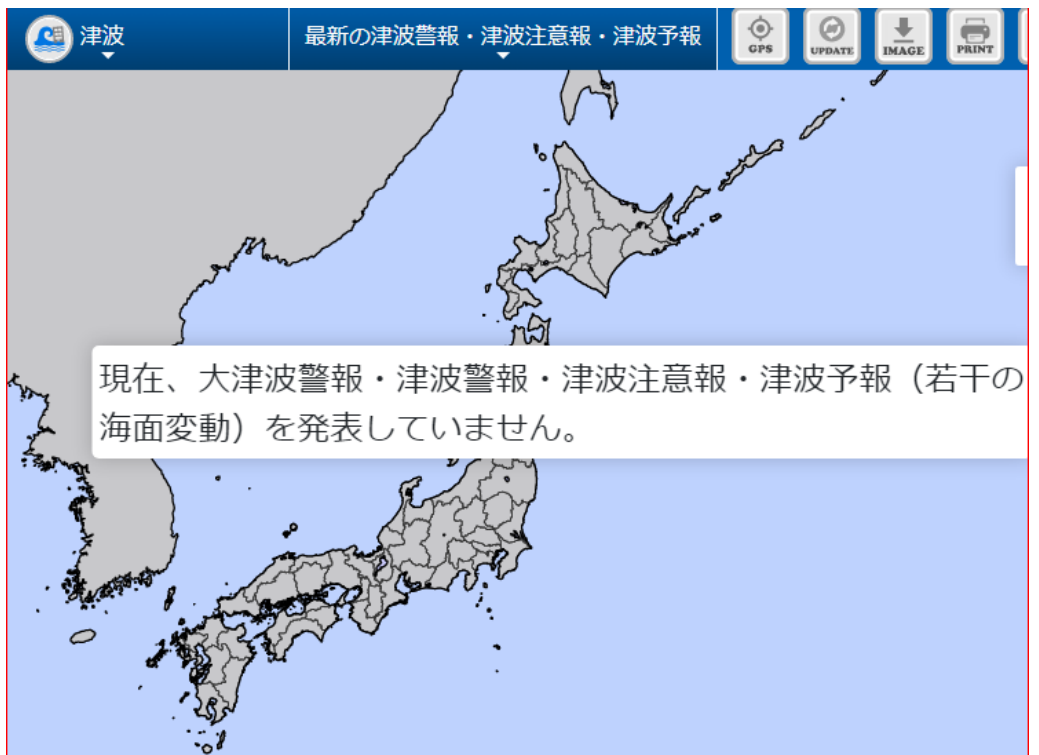 津波
最新の津波警報・津波注意報・津波予報
GPS
UPDATE
IMAGE
PRINT
現在、大津波警報・津波警報・津波注意報・津波予報（若干の
海面変動）を発表していません。